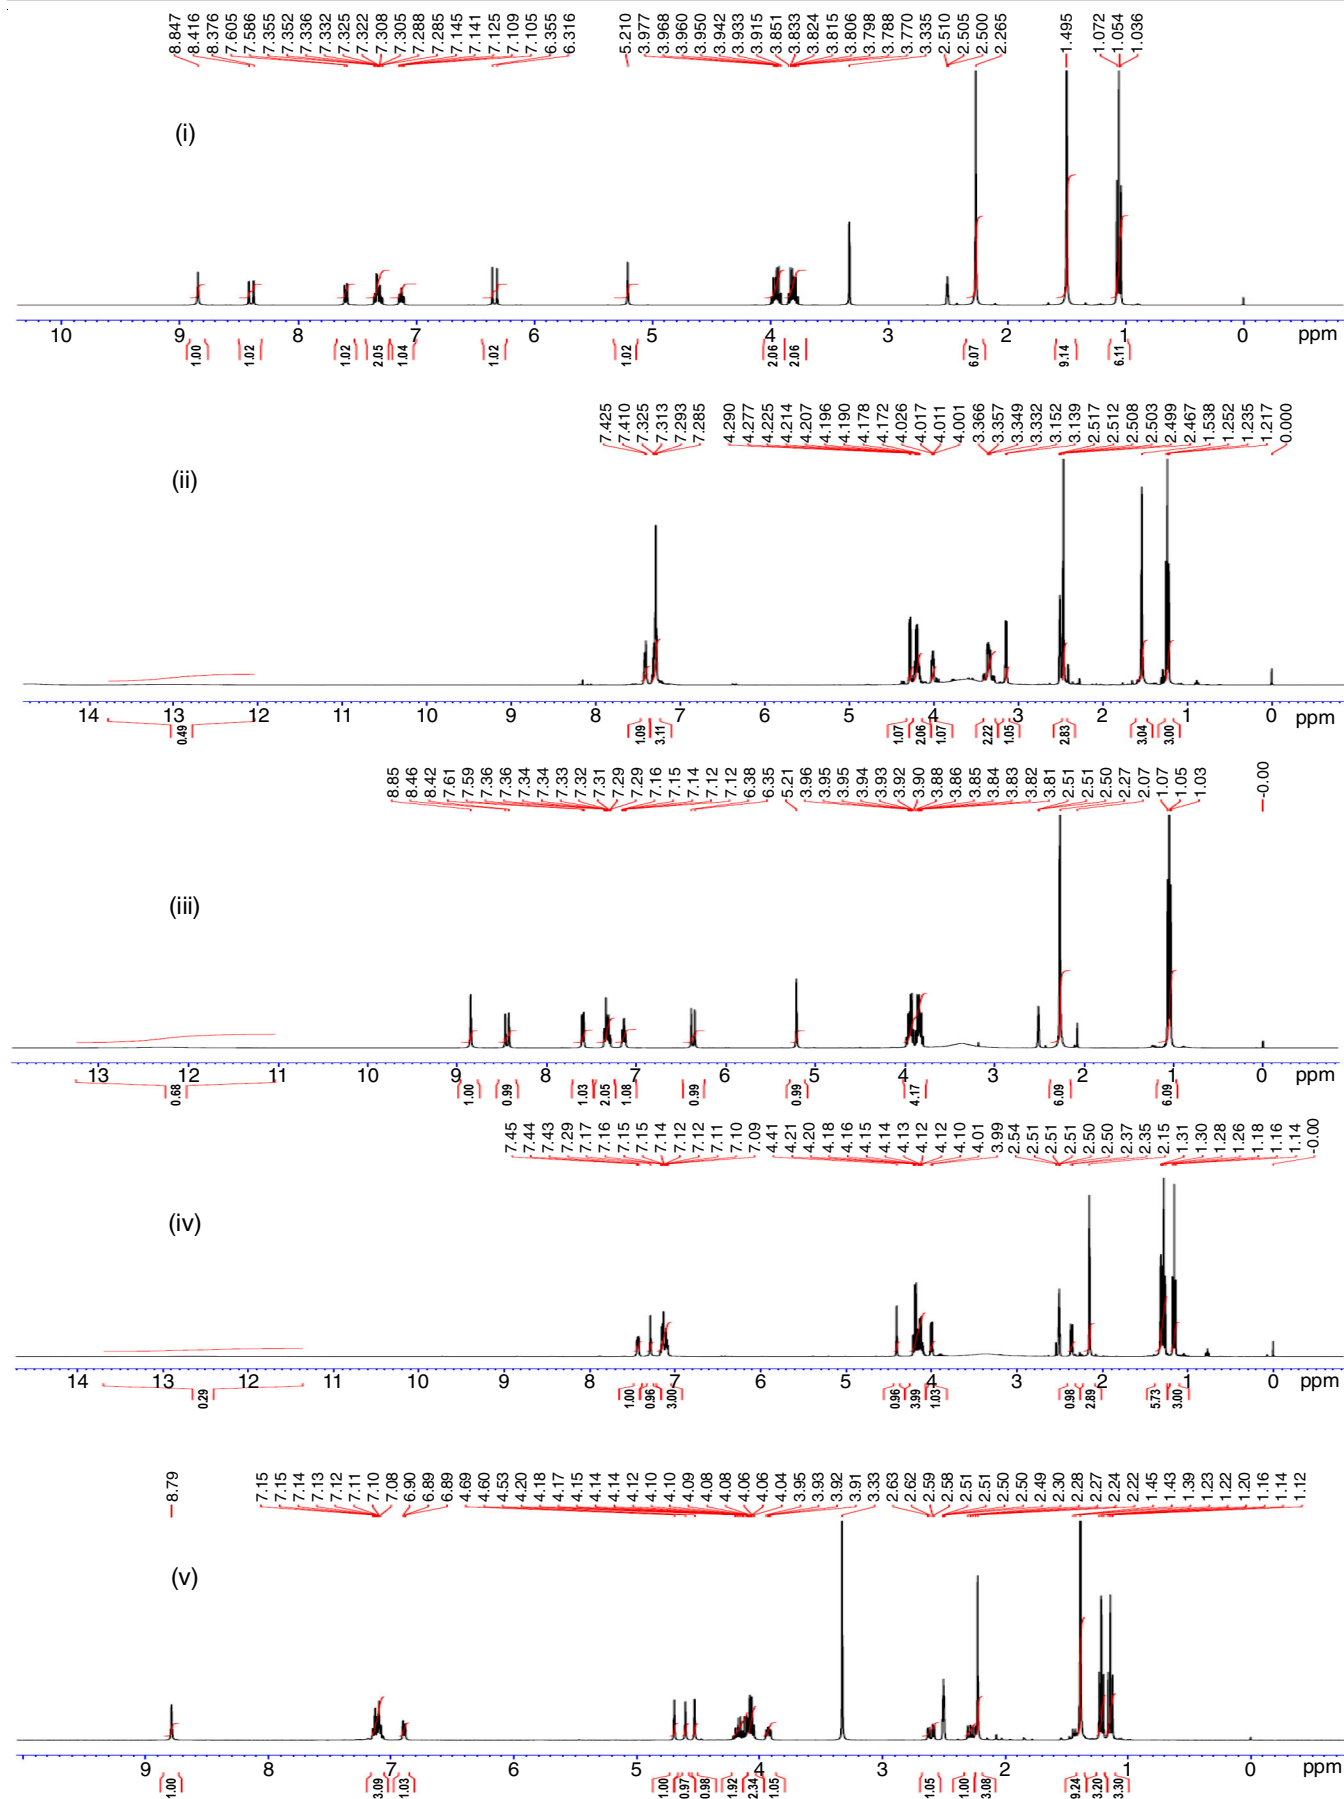 8.847 8.416 8.376 7.605 7.586 7.355 7.352 7.336 7.332 7.325 7.322 7.308 7.305 7.288 7.285 7.145 7.141 7.125 7.109 7.105 6.355 6.316 5.210 3.977 3.968 3.960 3.950 3.942 3.933 3.915 3.851 3.833 3.824 3.815 3.806 3.798 3.788 3.770 3.335 2.510 2.505 2.500 2.265 1.495 1.072 1.054 1.036
(i)
10 9 8 7 6 5 4 3 2 1 0 ppm
1.00 1.02 1.02 2.05 1.04 1.02 1.02 2.06 2.06 6.07 9.14 6.11
7.425 7.410 7.325 7.313 7.293 7.285 4.290 4.277 4.225 4.214 4.207 4.196 4.190 4.178 4.172 4.026 4.017 4.011 4.001 3.366 3.357 3.349 3.332 3.152 3.139 2.517 2.512 2.508 2.503 2.499 2.467 1.538 1.252 1.235 1.217 0.000
(ii)
14 13 12 11 10 9 8 7 6 5 4 3 2 1 0 ppm
0.49 1.09 3.11 1.07 2.06 1.07 2.22 1.05 2.83 3.04 3.00
8.85 8.46 8.42 7.61 7.59 7.36 7.36 7.34 7.34 7.33 7.32 7.31 7.29 7.29 7.16 7.15 7.14 7.12 7.12 6.38 6.35 5.21 3.96 3.95 3.95 3.94 3.93 3.92 3.90 3.88 3.86 3.85 3.84 3.83 3.82 3.81 2.51 2.51 2.50 2.27 2.07 1.07 1.05 1.03 -0.00
(iii)
13 12 11 10 9 8 7 6 5 4 3 2 1 0 ppm
0.68 1.00 0.99 1.03 2.05 1.08 0.99 0.99 4.17 6.09 6.09
7.45 7.44 7.43 7.29 7.17 7.16 7.15 7.15 7.14 7.12 7.12 7.11 7.10 7.09 4.41 4.21 4.20 4.18 4.16 4.15 4.14 4.13 4.12 4.12 4.10 4.01 3.99 2.54 2.51 2.51 2.51 2.50 2.50 2.37 2.35 2.15 1.31 1.30 1.28 1.26 1.18 1.16 1.14 -0.00
(iv)
14 13 12 11 10 9 8 7 6 5 4 3 2 1 0 ppm
0.29 1.00 0.96 3.00 0.96 3.99 1.03 0.98 2.89 5.73 3.00
8.79 7.15 7.15 7.14 7.13 7.12 7.11 7.10 7.08 6.90 6.89 6.89 4.69 4.60 4.53 4.20 4.18 4.17 4.15 4.14 4.14 4.12 4.10 4.10 4.09 4.08 4.08 4.06 4.06 4.04 3.95 3.93 3.92 3.91 3.33 2.63 2.62 2.59 2.58 2.51 2.51 2.50 2.50 2.49 2.30 2.28 2.27 2.24 2.22 1.45 1.43 1.39 1.23 1.22 1.20 1.16 1.14 1.12
(v)
9 8 7 6 5 4 3 2 1 0 ppm
1.00 3.09 1.03 1.00 0.97 0.98 1.92 2.34 1.05 1.05 1.00 3.08 9.24 3.20 3.30